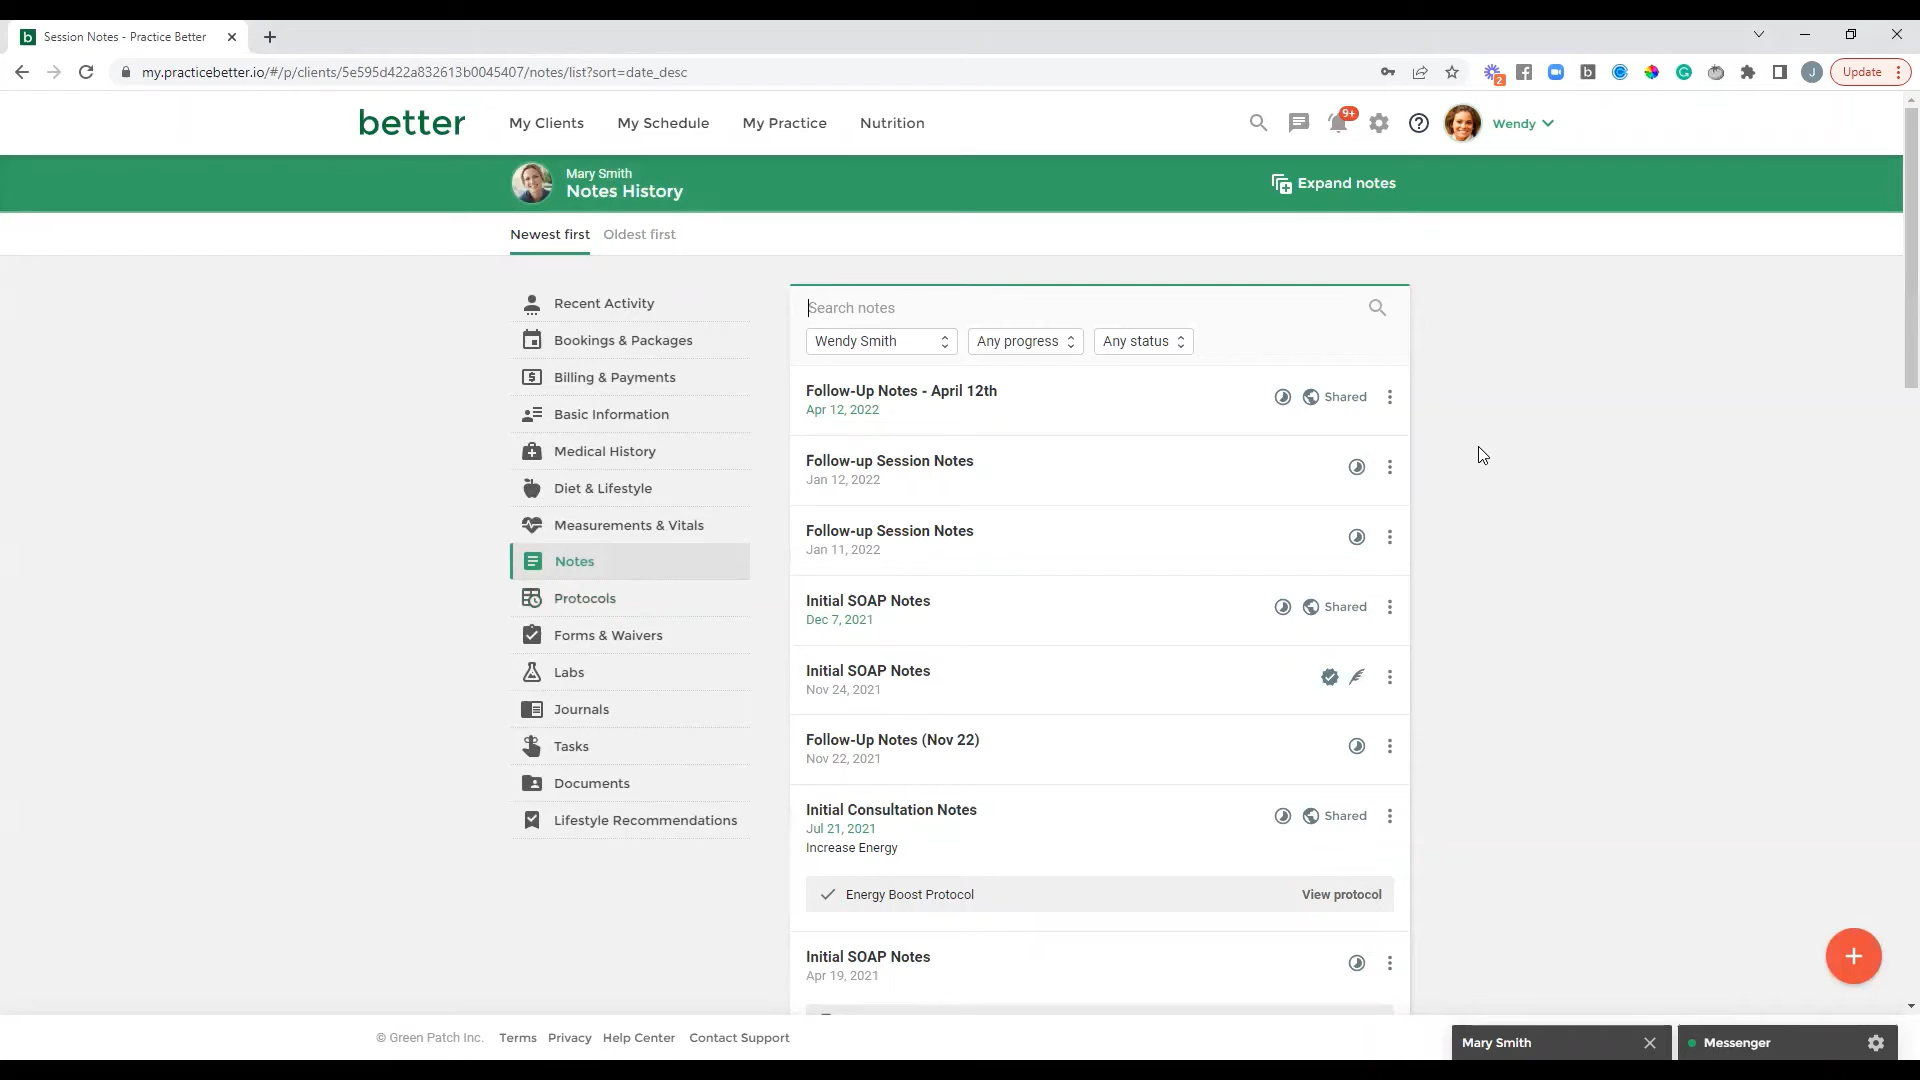 Session Notes - Practice Better
my.practicebetter.io/#/p/clients/5e595d422a832613b0045407/notes/list?sort=date_desc
2
J
Update
better
My Clients
My Schedule
My Practice
Nutrition
9+
Wendy
Mary Smith
Notes History
Expand notes
Newest first
Oldest first
Recent Activity
Bookings & Packages
Billing & Payments
Basic Information
Medical History
Diet & Lifestyle
Measurements & Vitals
Notes
Protocols
Forms & Waivers
Labs
Journals
Tasks
Documents
Lifestyle Recommendations
Search notes
Wendy Smith
Any progress
Any status
Follow-Up Notes - April 12th
Shared
Apr 12, 2022
Follow-up Session Notes
Jan 12, 2022
Follow-up Session Notes
Jan 11, 2022
Initial SOAP Notes
Shared
Dec 7, 2021
Initial SOAP Notes
Nov 24, 2021
Follow-Up Notes (Nov 22)
Nov 22, 2021
Initial Consultation Notes
Shared
Jul 21, 2021
Increase Energy
Energy Boost Protocol
View protocol
Initial SOAP Notes
Apr 19, 2021
© Green Patch Inc.
Terms
Privacy
Help Center
Contact Support
Mary Smith
Messenger